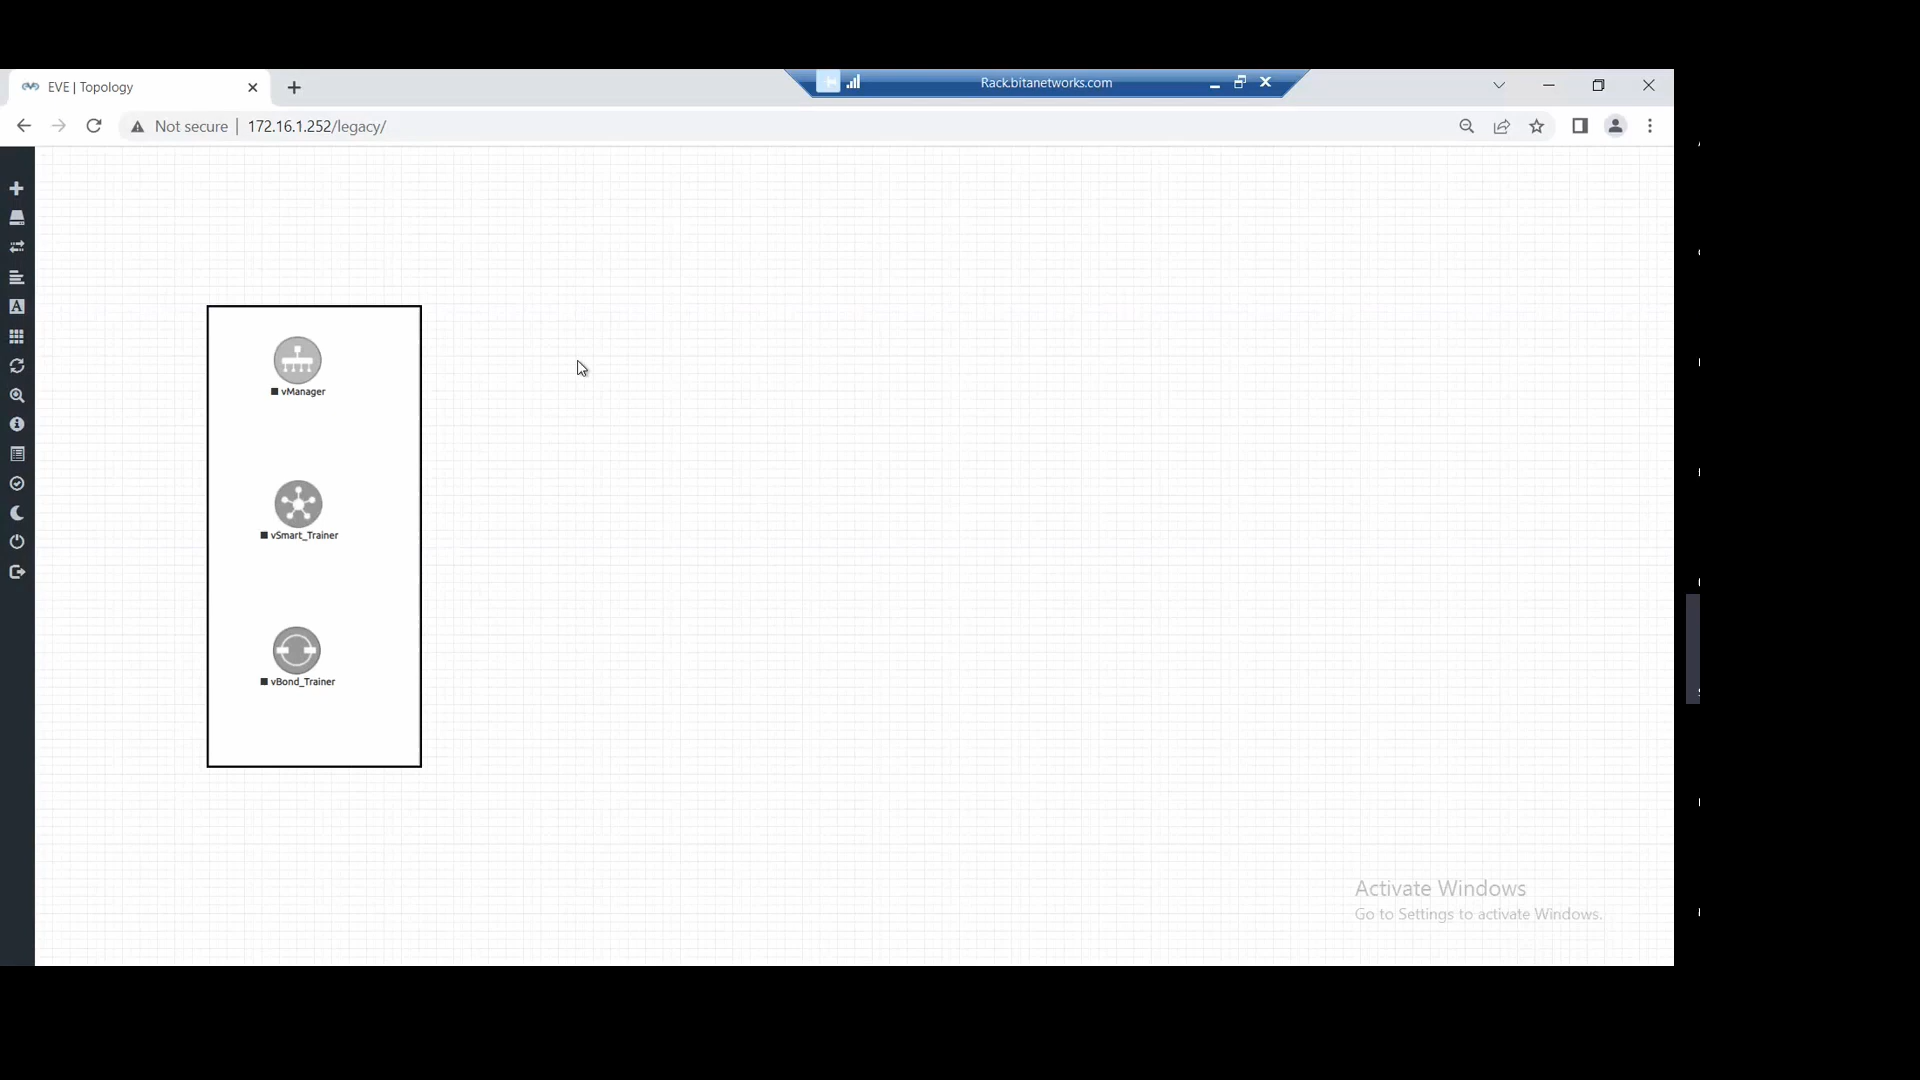 EVE | Topology
Rack.bitanetworks.com
Not secure | 172.16.1.252/legacy/
vManager
vSmart_Trainer
vBond_Trainer
Activate Windows
Go to Settings to activate Windows.